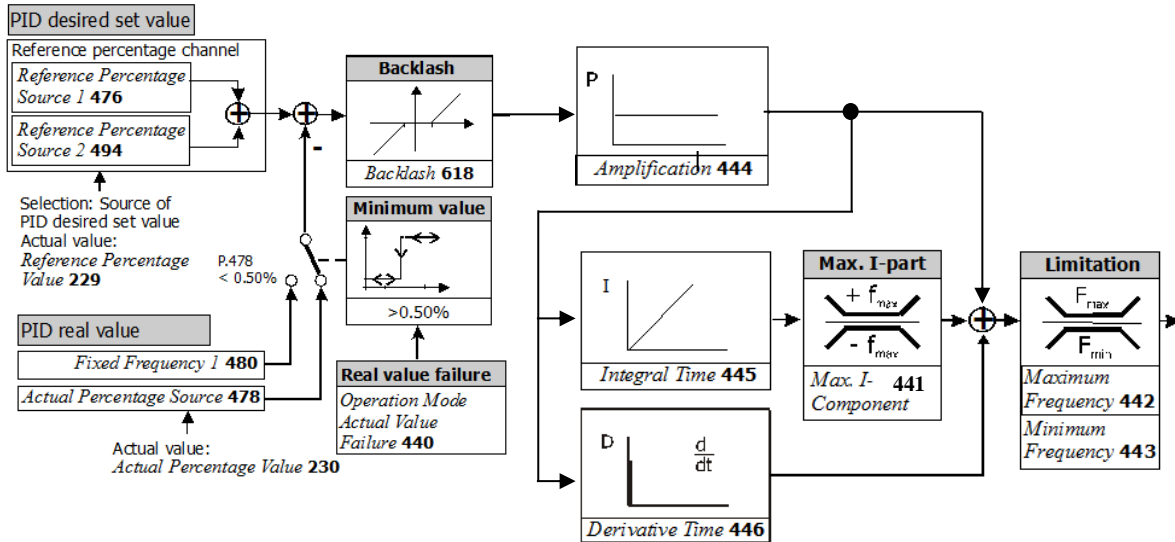 PID desired set value
Reference percentage channel
Reference Percentage
Source 1 476
Reference Percentage
Source 2 494
-
Selection: Source of
PID desired set value
Actual value:
Reference Percentage
Value 229
P.478
< 0.50%
PID real value
Fixed Frequency 1 480
Actual Percentage Source 478
Actual value:
Actual Percentage Value 230
Backlash
Backlash 618
Minimum value
>0.50%
Real value failure
Operation Mode
Actual Value
Failure 440
P
Amplification 444
I
Integral Time 445
D
d
dt
Derivative Time 446
Max. I-part
+ fmax
- fmax
Max. I- 441
Component
Limitation
Fmax
Fmin
Maximum
Frequency 442
Minimum
Frequency 443